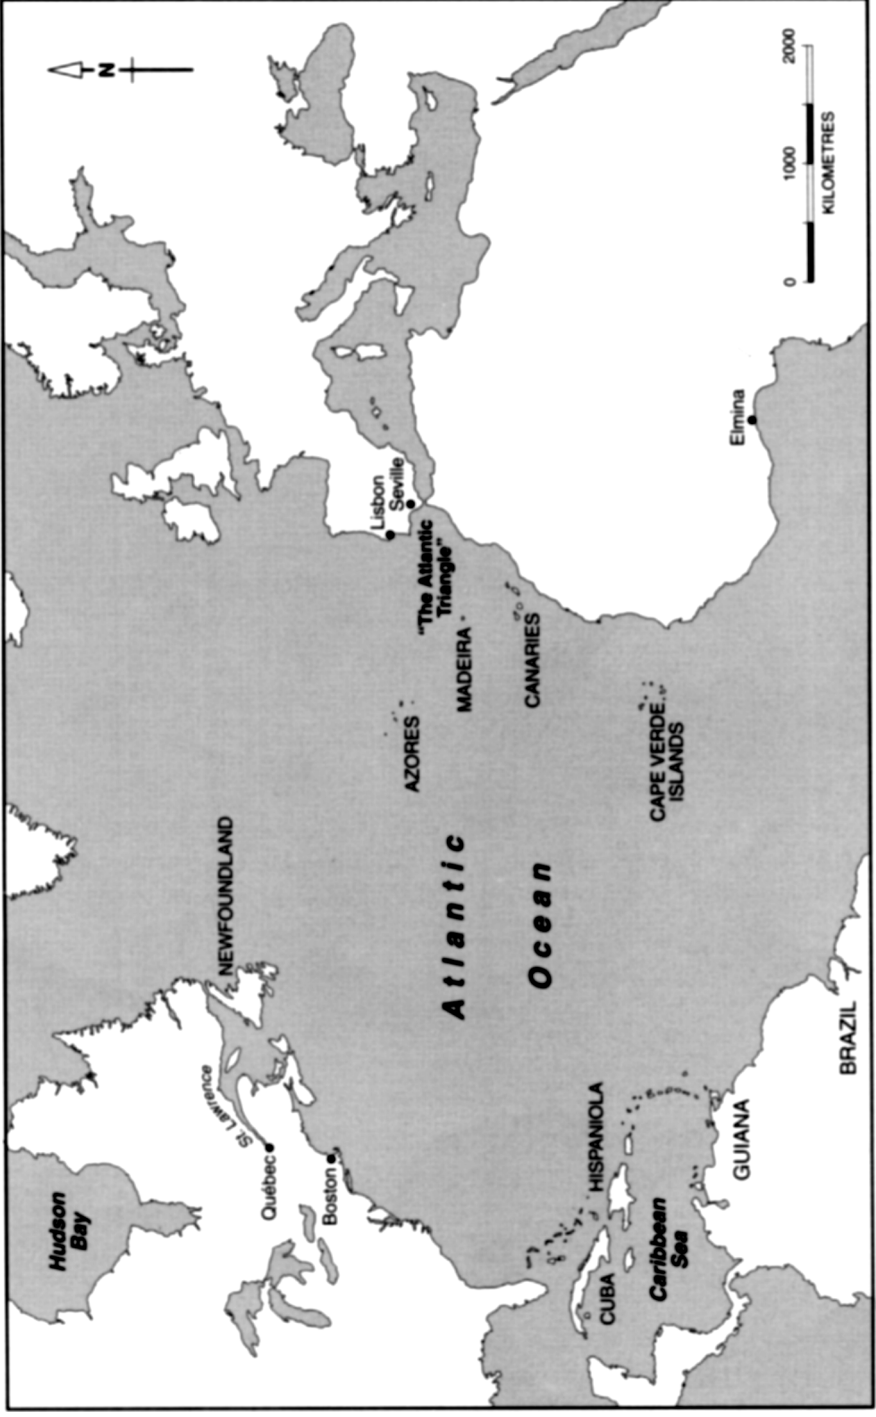 N
Hudson
Bay
St. Lawrence
Québec
Boston
NEWFOUNDLAND
Atlantic
Ocean
AZORES
MADEIRA
"The Atlantic
Triangle"
Lisbon
Seville
CANARIES
CAPE VERDE
ISLANDS
Elmina
CUBA
HISPANIOLA
Caribbean
Sea
GUIANA
BRAZIL
0 1000 2000
KILOMETRES